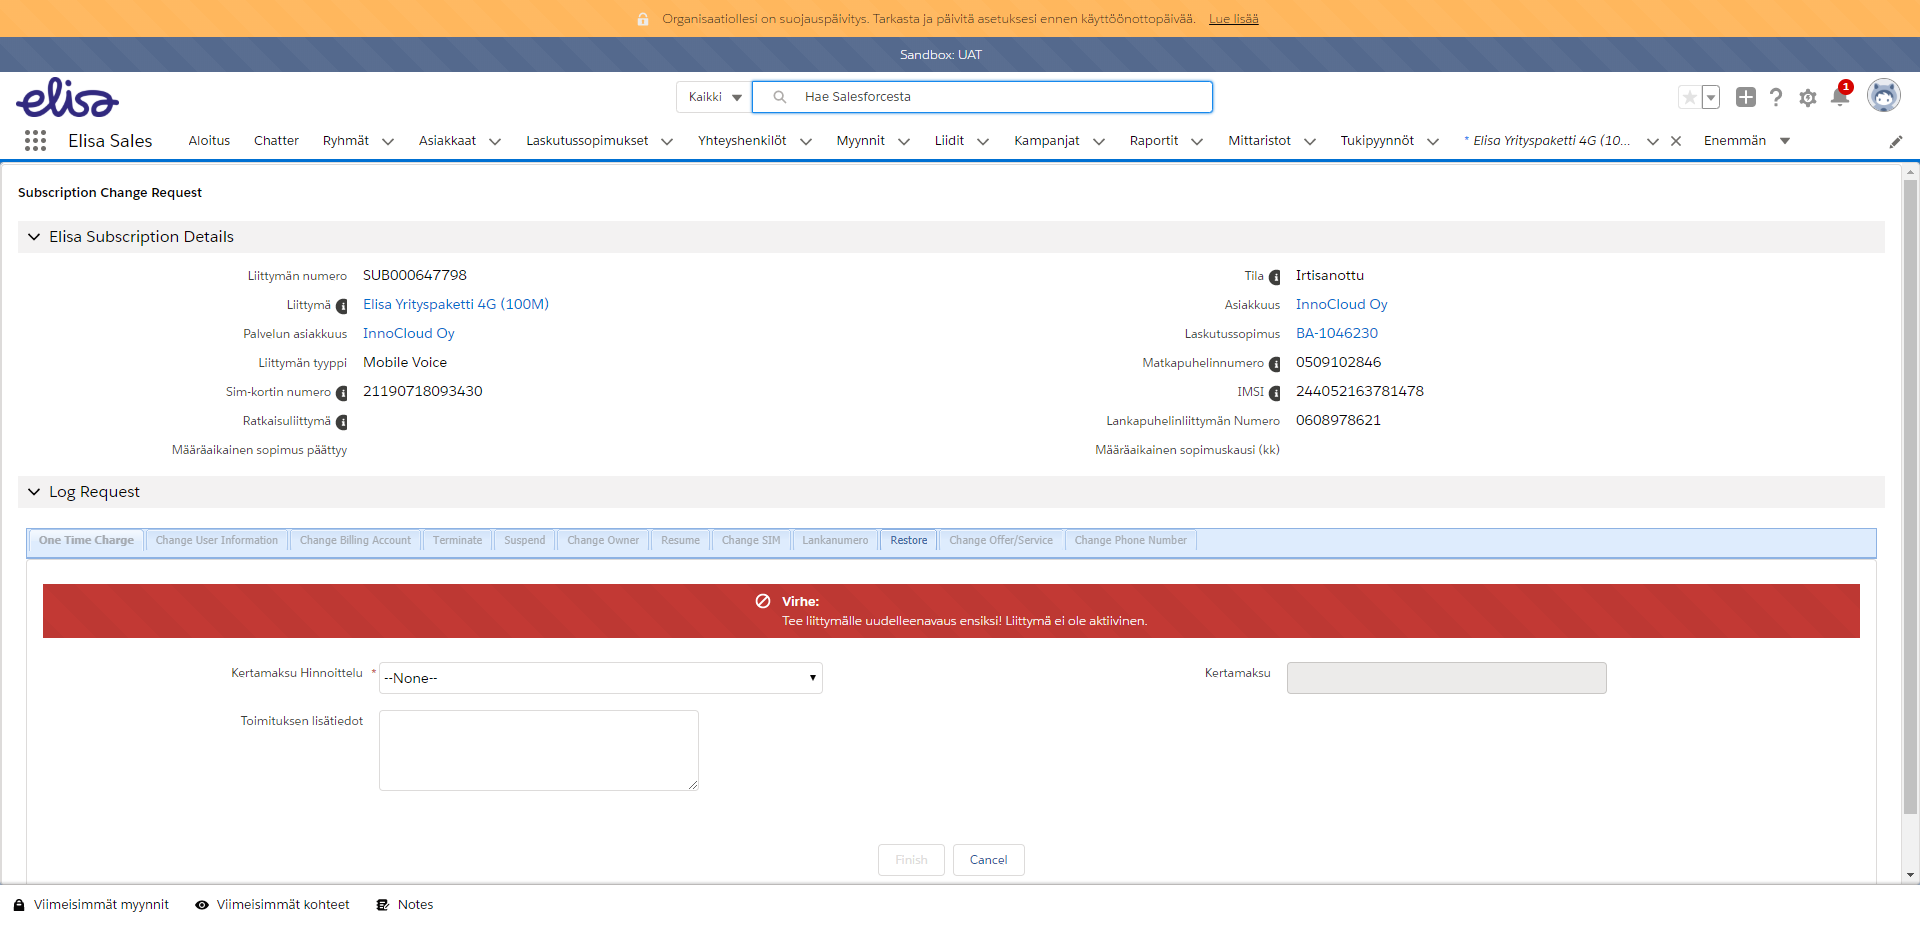 Organisaatiollesi on suojauspäivitys. Tarkasta ja päivitä asetuksesi ennen käyttöönottopäivää. Lue lisää
Sandbox: UAT
elisa
Kaikki Hae Salesforcesta
1
Elisa Sales Aloitus Chatter Ryhmät Asiakkaat Laskutussopimukset Yhteyshenkilöt Myynnit Liidit Kampanjat Raportit Mittaristot Tukipyynnöt * Elisa Yrityspaketti 4G (10... Enemmän
Subscription Change Request
Elisa Subscription Details
Liittymän numero SUB000647798 Tila Irtisanottu
Liittymä Elisa Yrityspaketti 4G (100M) Asiakkuus InnoCloud Oy
Palvelun asiakkuus InnoCloud Oy Laskutussopimus BA-1046230
Liittymän tyyppi Mobile Voice Matkapuhelinnumero 0509102846
Sim-kortin numero 21190718093430 IMSI 244052163781478
Ratkaisuliittymä Lankapuhelinliittymän Numero 0608978621
Määräaikainen sopimus päättyy Määräaikainen sopimuskausi (kk)
Log Request
One Time Charge Change User Information Change Billing Account Terminate Suspend Change Owner Resume Change SIM Lankanumero Restore Change Offer/Service Change Phone Number
Virhe:
Tee liittymälle uudelleenavaus ensiksi! Liittymä ei ole aktiivinen.
Kertamaksu Hinnoittelu * --None-- Kertamaksu
Toimituksen lisätiedot
Finish Cancel
Viimeisimmät myynnit Viimeisimmät kohteet Notes